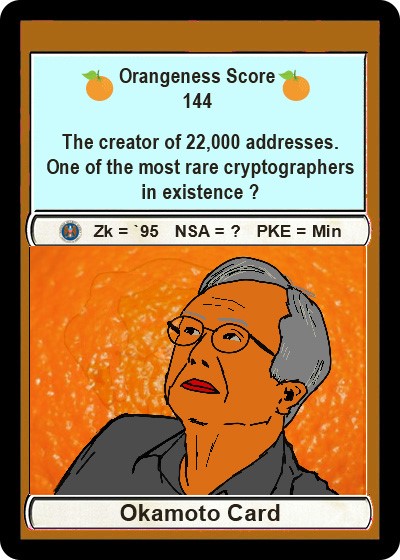 Orangeness Score
144
The creator of 22,000 addresses.
One of the most rare cryptographers
in existence ?
Zk = `95 NSA = ? PKE = Min
Okamoto Card